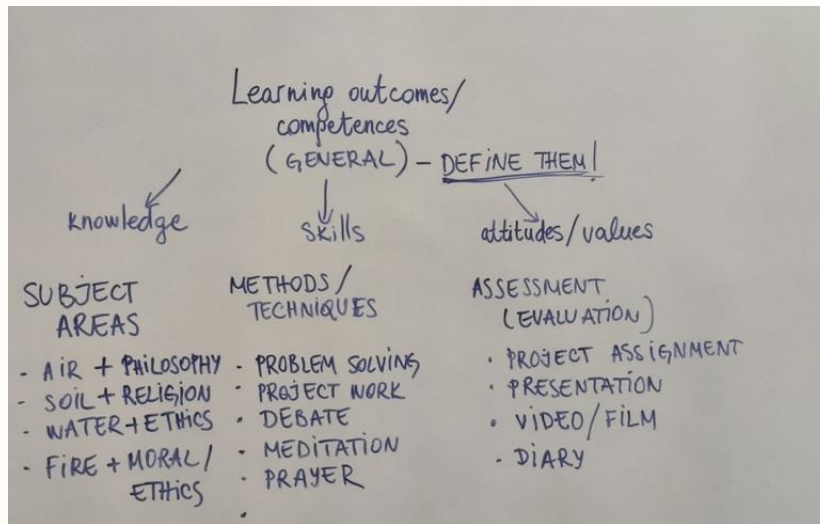 Learning outcomes/
competences
(GENERAL) – DEFINE THEM!
knowledge
skills
attitudes/values
SUBJECT
AREAS
- AIR + PHILOSOPHY
- SOIL + RELIGION
- WATER + ETHICS
- FIRE + MORAL/
ETHICS
METHODS/
TECHNIQUES
- PROBLEM SOLVING
- PROJECT WORK
• DEBATE
• MEDITATION
• PRAYER
•
ASSESSMENT
(EVALUATION)
• PROJECT ASSIGNMENT
• PRESENTATION
• VIDEO/FILM
- DIARY